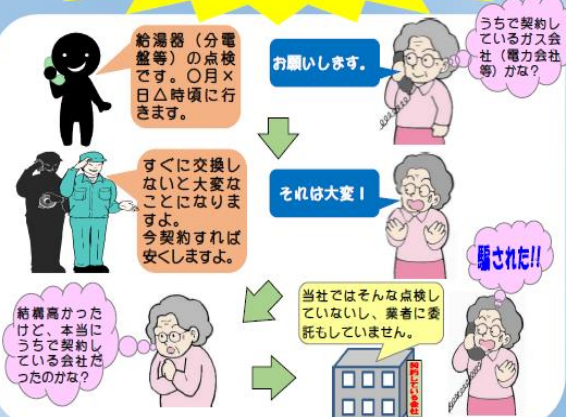 給湯器(分電
盤等)の点検
です。〇月×
日△時頃に行
きます。
お願いします。
うちで契約し
ているガス会
社(電力会社
等)かな?
すぐに交換し
ないと大変な
ことになりま
すよ。
今契約すれば
安くしますよ。
それは大変!
騙された!!
結構高かった
けど、本当に
うちで契約し
ている会社だ
ったのかな?
当社ではそんな点検し
ていないし、業者に委
託もしていません。
契約している会社